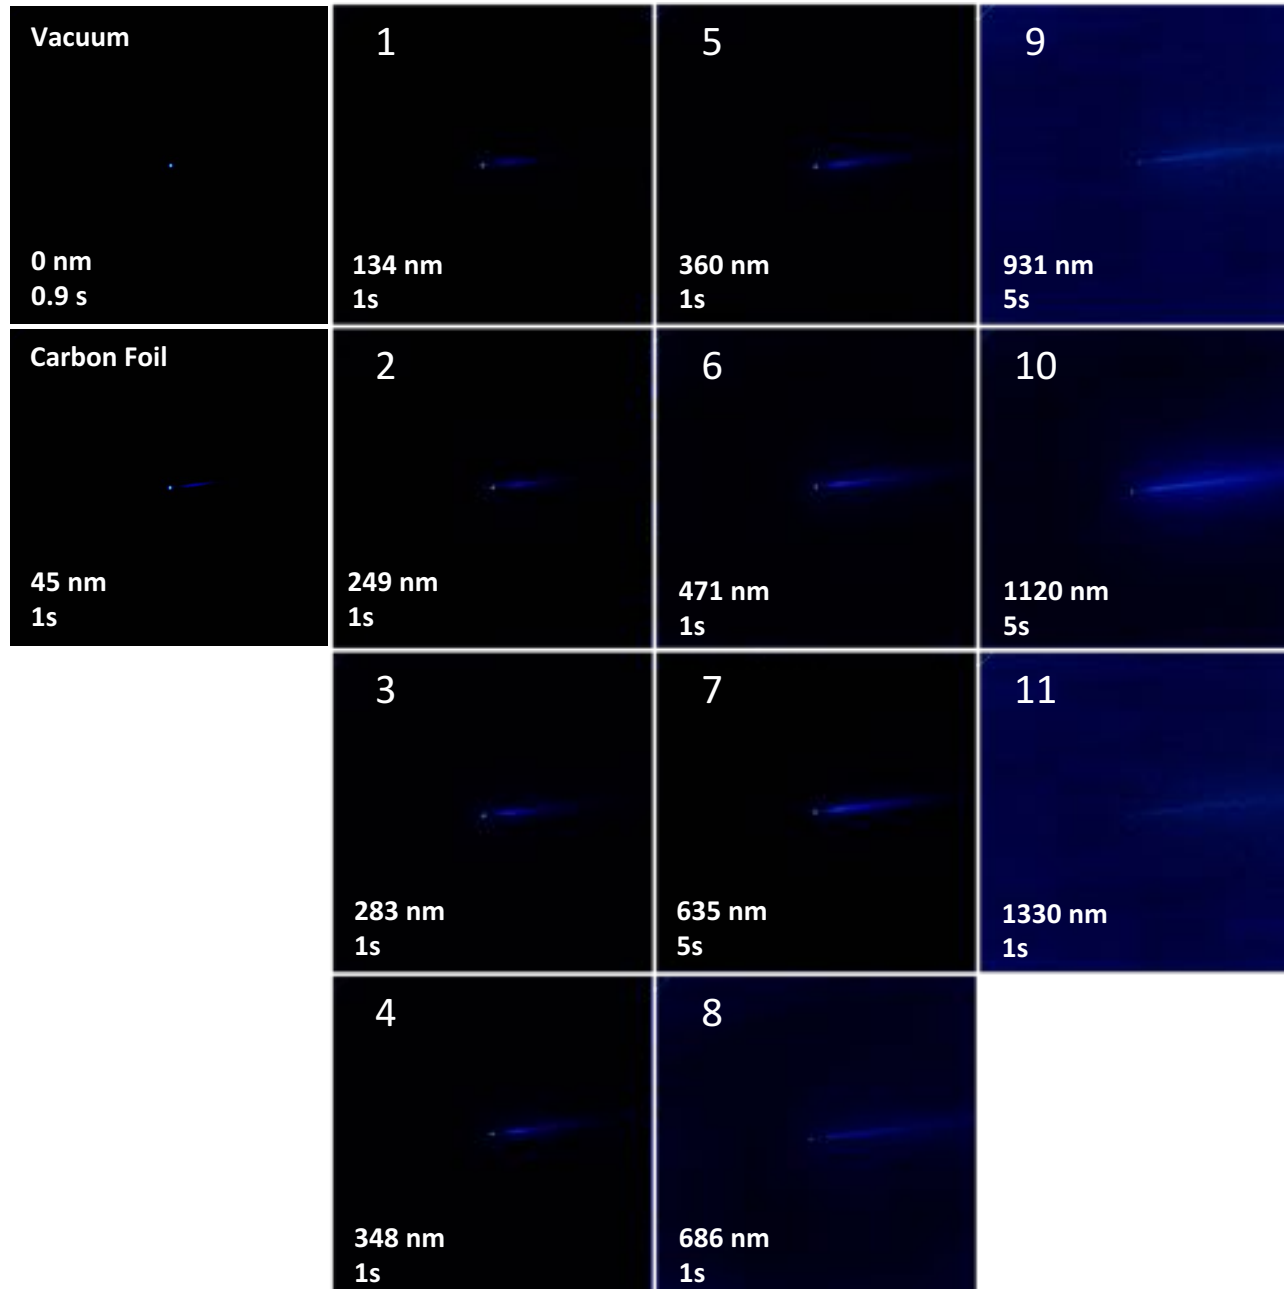 Vacuum
0 nm
0.9 s
1
134 nm
1s
5
360 nm
1s
9
931 nm
5s
Carbon Foil
45 nm
1s
2
249 nm
1s
6
471 nm
1s
10
1120 nm
5s
3
283 nm
1s
7
635 nm
5s
11
1330 nm
1s
4
348 nm
1s
8
686 nm
1s